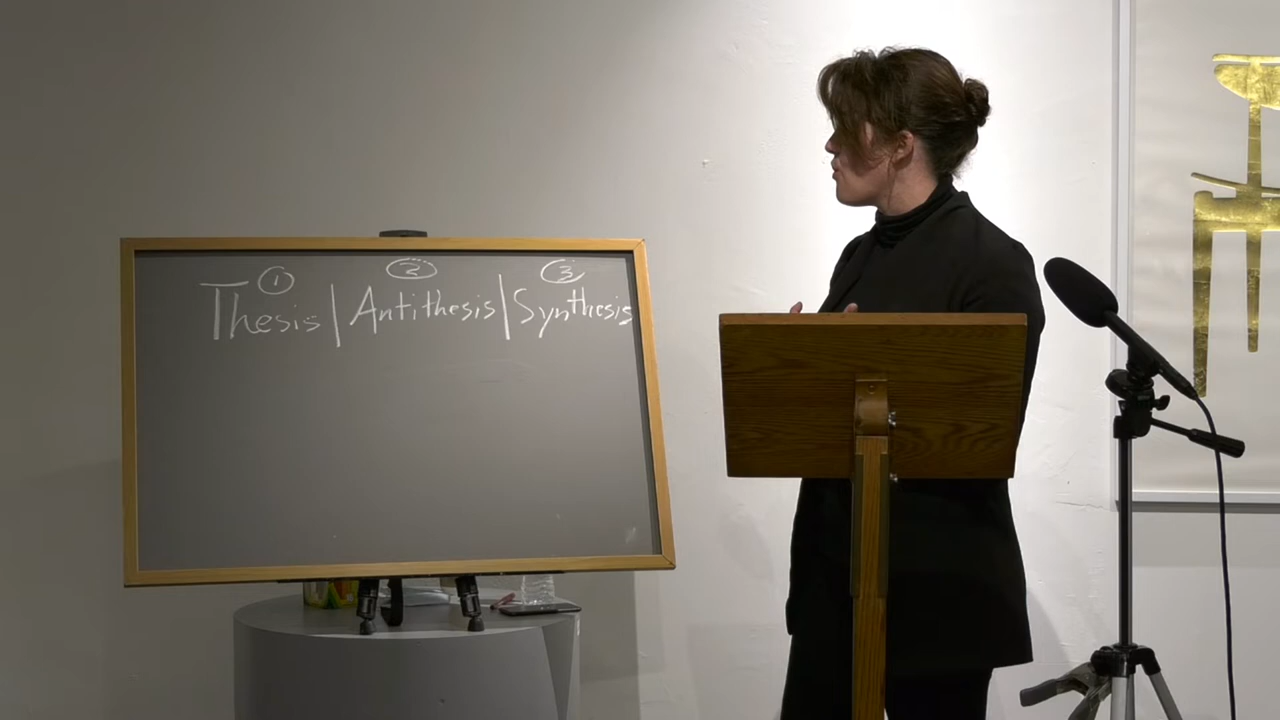 ① ② ③
Thesis | Antithesis | Synthesis